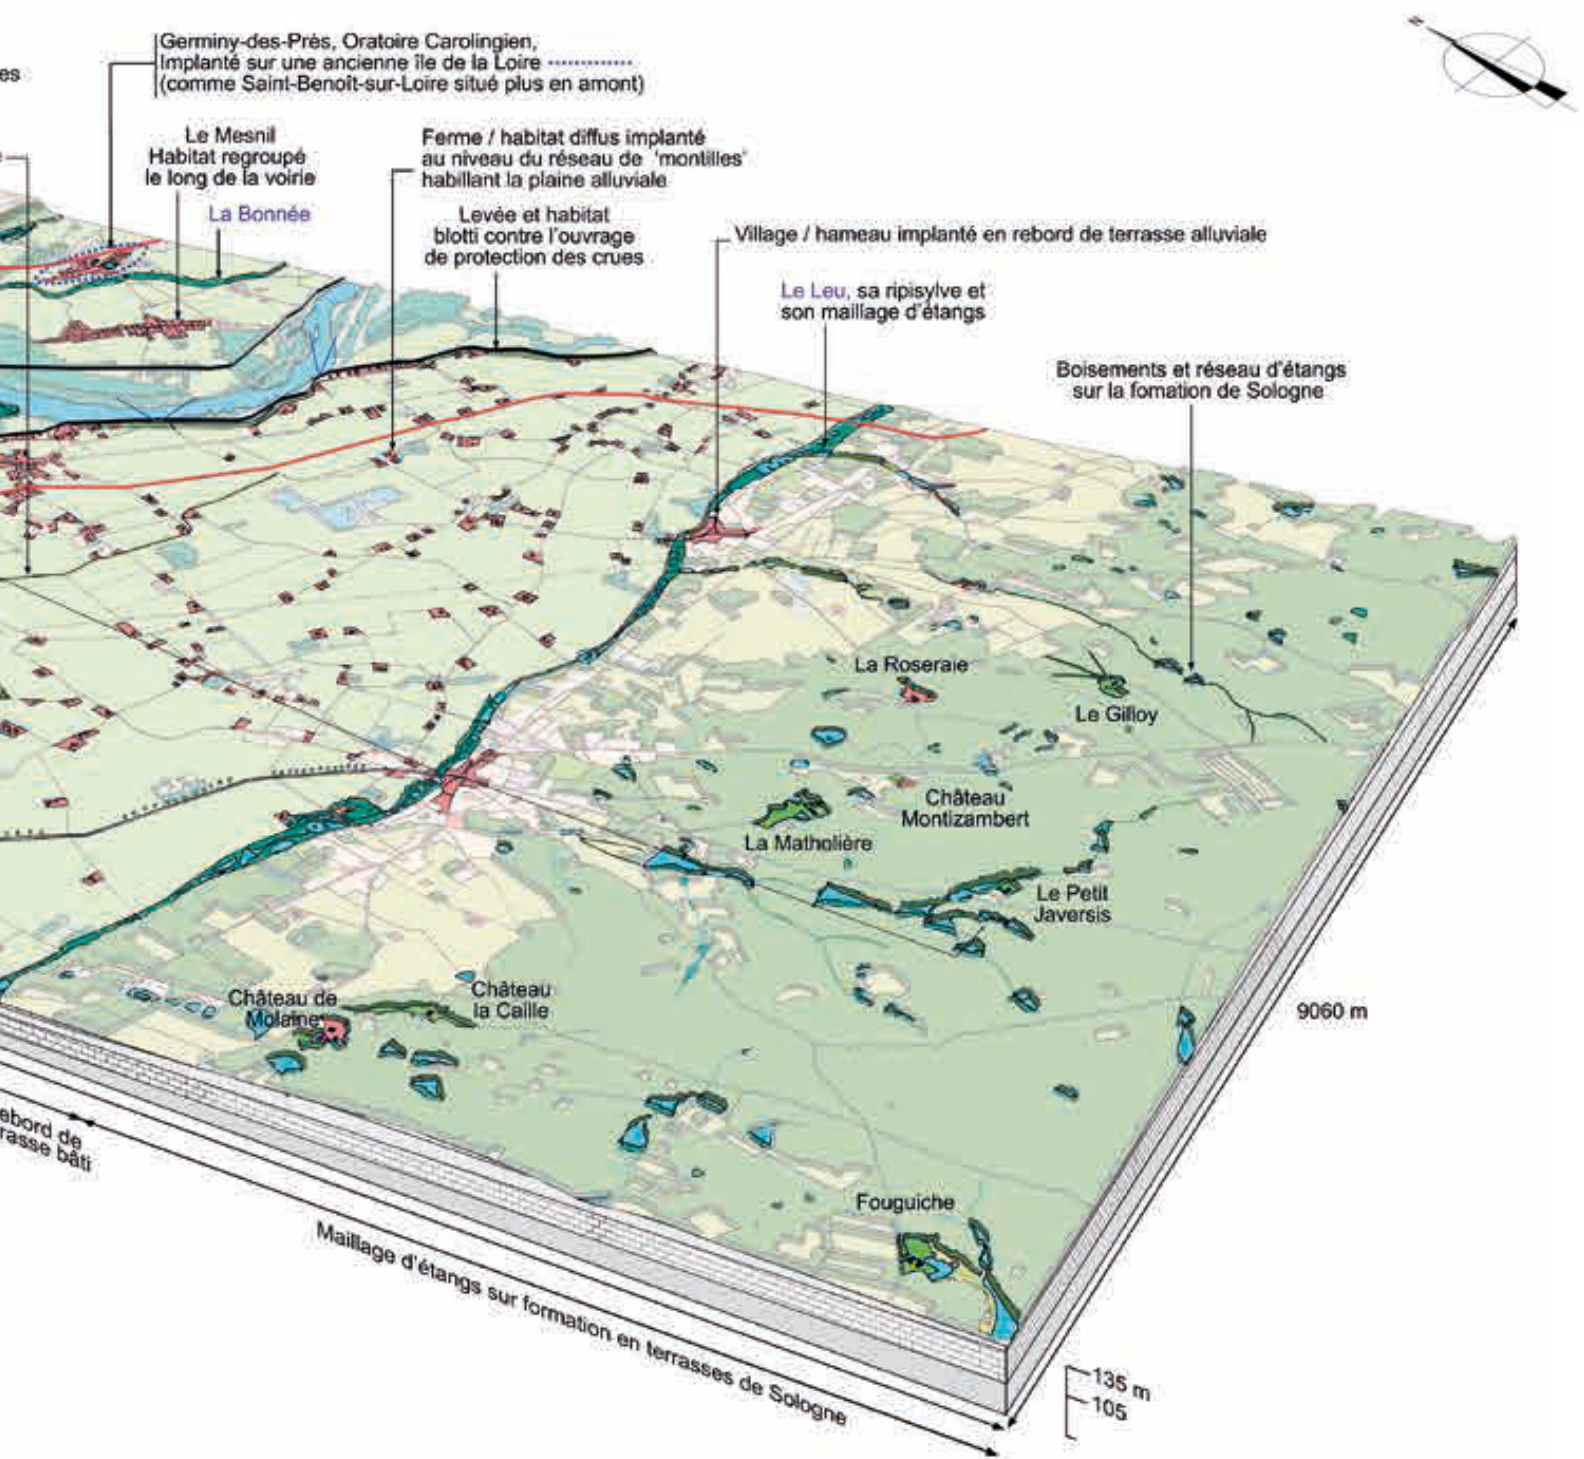 Germiny-des-Près, Oratoire Carolingien,
Implanté sur une ancienne île de la Loire
(comme Saint-Benoît-sur-Loire situé plus en amont)
es
N
Le Mesnil
Habitat regroupé
le long de la voirie
Ferme / habitat diffus implanté
au niveau du réseau de 'montilles'
habillant la plaine alluviale
La Bonnée
Levée et habitat
blotti contre l'ouvrage
de protection des crues
Village / hameau implanté en rebord de terrasse alluviale
Le Leu, sa ripisylve et
son maillage d'étangs
Boisements et réseau d'étangs
sur la fomation de Sologne
La Roseraie
Le Gilloy
Château
Montizambert
La Matholière
Le Petit
Javersis
Château de
Molaine
Château
la Caille
9060 m
ebord de
rasse bâti
Fouguiche
Maillage d'étangs sur formation en terrasses de Sologne
135 m
105